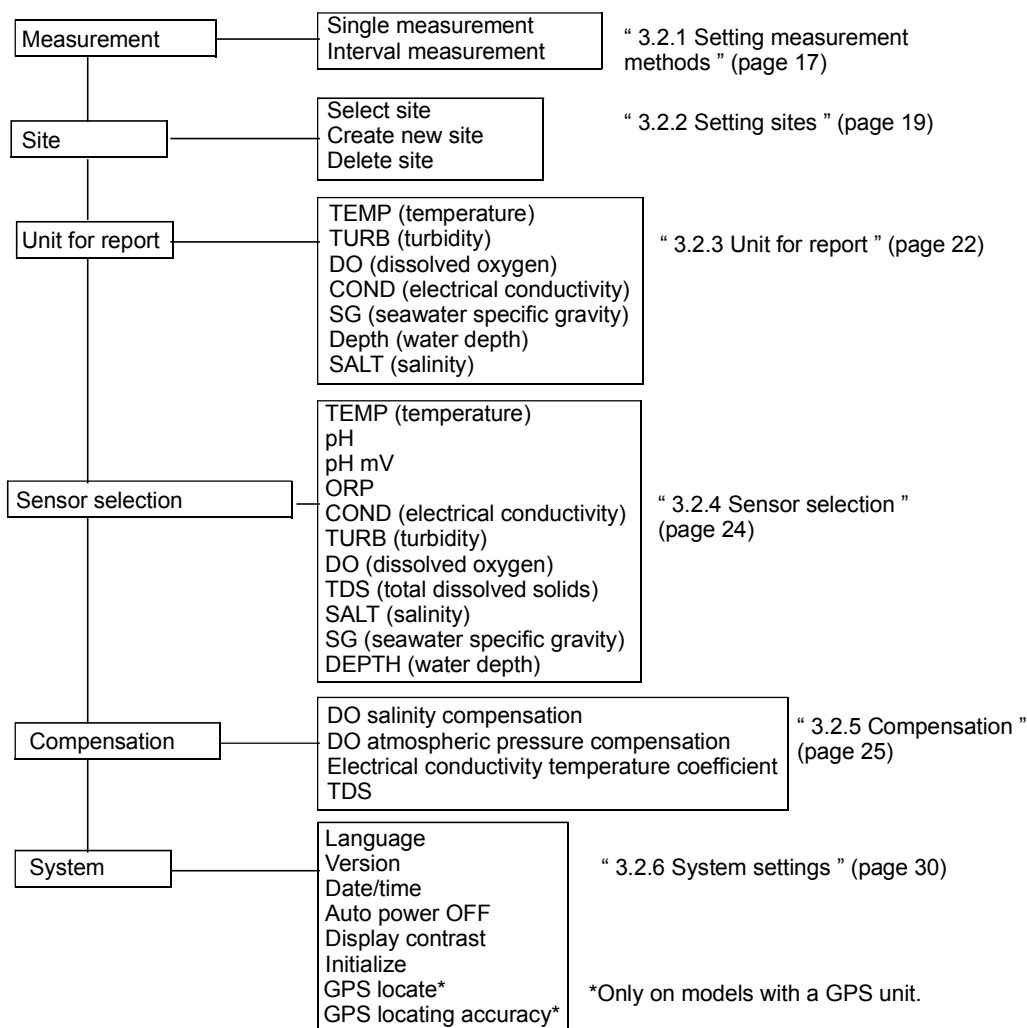 Measurement
Single measurement
Interval measurement
“ 3.2.1 Setting measurement
methods ” (page 17)
Site
Select site
Create new site
Delete site
“ 3.2.2 Setting sites ” (page 19)
Unit for report
TEMP (temperature)
TURB (turbidity)
DO (dissolved oxygen)
COND (electrical conductivity)
SG (seawater specific gravity)
Depth (water depth)
SALT (salinity)
“ 3.2.3 Unit for report ” (page 22)
Sensor selection
TEMP (temperature)
pH
pH mV
ORP
COND (electrical conductivity)
TURB (turbidity)
DO (dissolved oxygen)
TDS (total dissolved solids)
SALT (salinity)
SG (seawater specific gravity)
DEPTH (water depth)
“ 3.2.4 Sensor selection ”
(page 24)
Compensation
DO salinity compensation
DO atmospheric pressure compensation
Electrical conductivity temperature coefficient
TDS
“ 3.2.5 Compensation ”
(page 25)
System
Language
Version
Date/time
Auto power OFF
Display contrast
Initialize
GPS locate*
GPS locating accuracy*
“ 3.2.6 System settings ” (page 30)
*Only on models with a GPS unit.